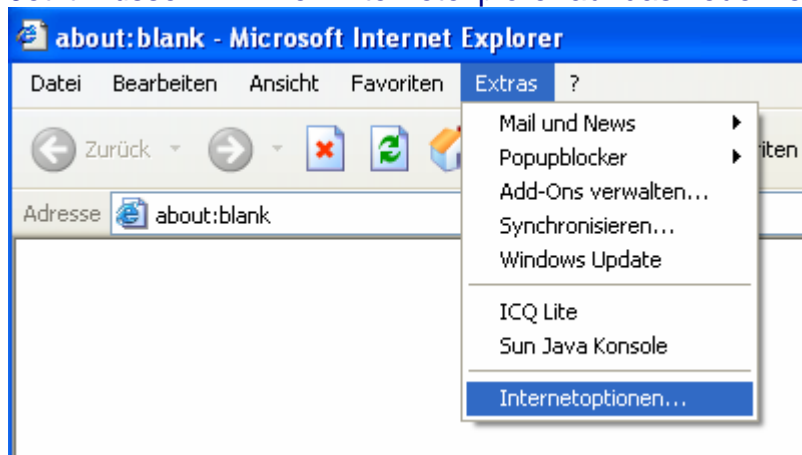 about:blank - Microsoft Internet Explorer
Datei Bearbeiten Ansicht Favoriten Extras ?
Zurück
Mail und News
Popupblocker
Add-Ons verwalten...
Synchronisieren...
Windows Update
ICQ Lite
Sun Java Konsole
Internetoptionen...
Adresse about:blank